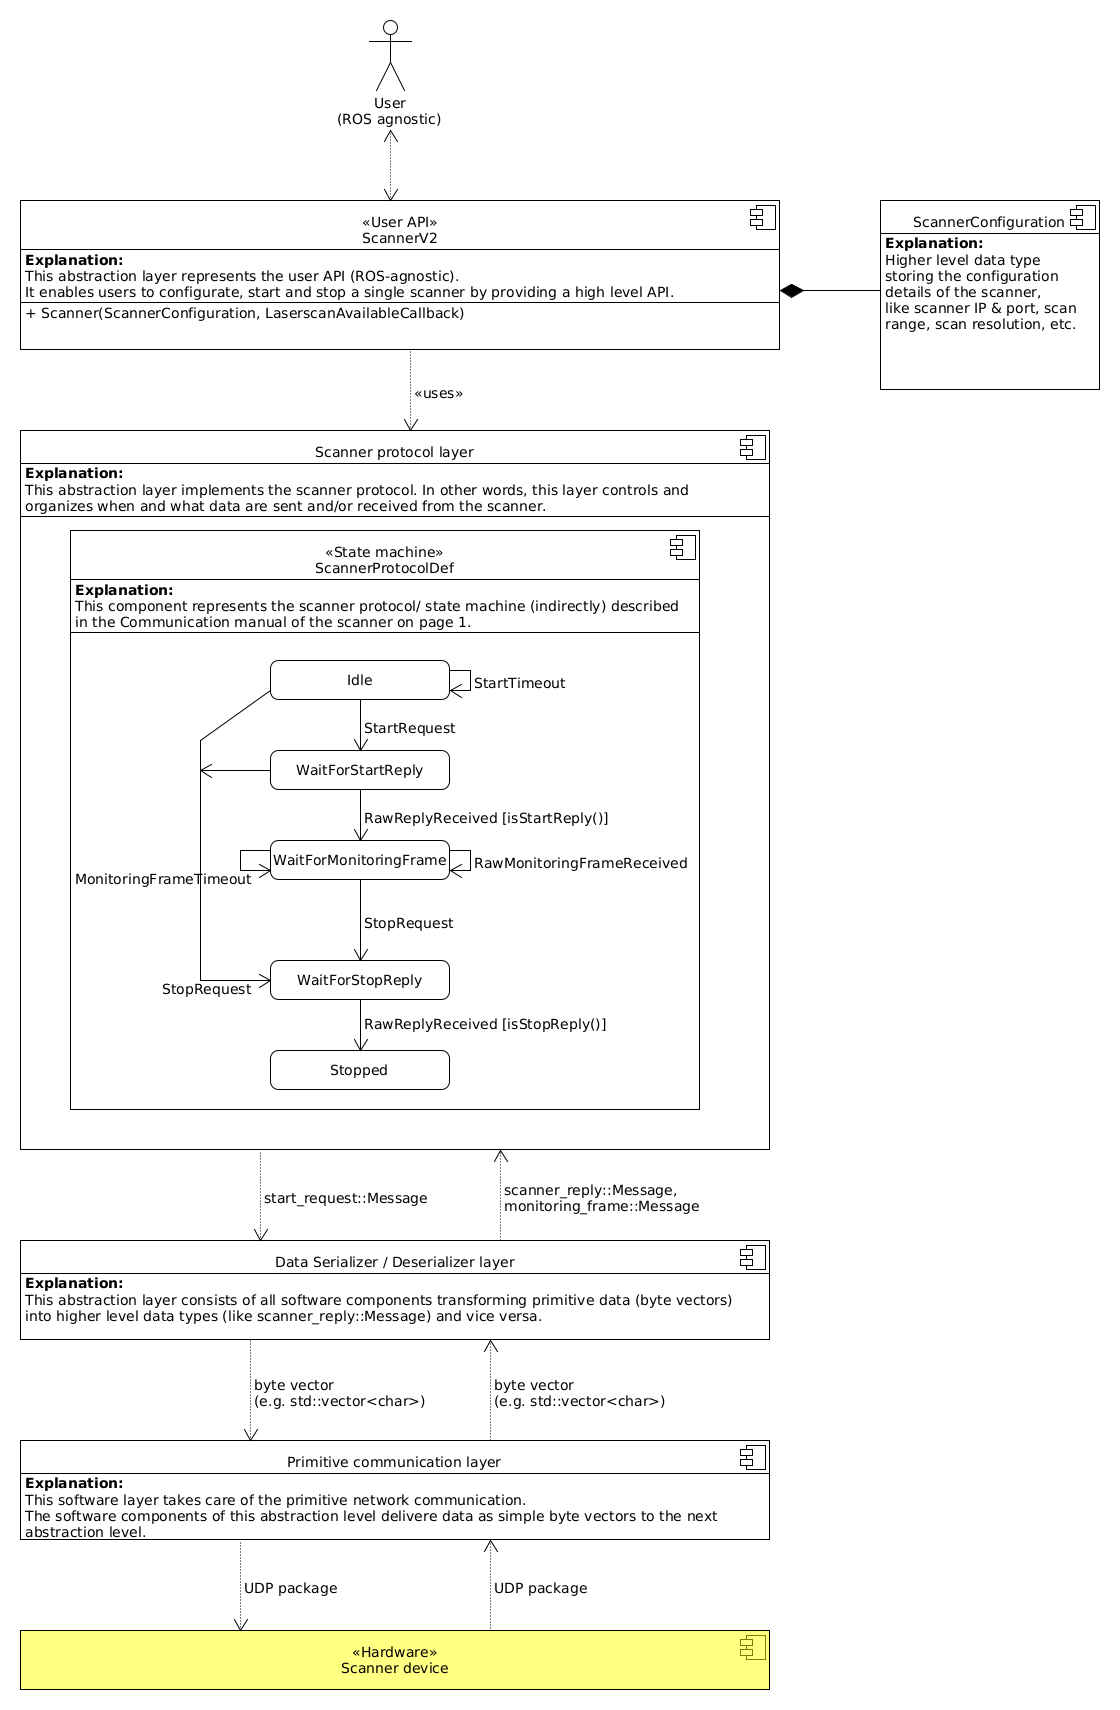 User
(ROS agnostic)
«User API»
ScannerV2
Explanation:
This abstraction layer represents the user API (ROS-agnostic).
It enables users to configurate, start and stop a single scanner by providing a high level API.
+ Scanner(ScannerConfiguration, LaserscanAvailableCallback)
ScannerConfiguration
Explanation:
Higher level data type
storing the configuration
details of the scanner,
like scanner IP & port, scan
range, scan resolution, etc.
«uses»
Scanner protocol layer
Explanation:
This abstraction layer implements the scanner protocol. In other words, this layer controls and
organizes when and what data are sent and/or received from the scanner.
«State machine»
ScannerProtocolDef
Explanation:
This component represents the scanner protocol/ state machine (indirectly) described
in the Communication manual of the scanner on page 1.
Idle
StartTimeout
StartRequest
WaitForStartReply
RawReplyReceived [isStartReply()]
WaitForMonitoringFrame
RawMonitoringFrameReceived
MonitoringFrameTimeout
StopRequest
WaitForStopReply
StopRequest
RawReplyReceived [isStopReply()]
Stopped
start_request::Message
scanner_reply::Message,
monitoring_frame::Message
Data Serializer / Deserializer layer
Explanation:
This abstraction layer consists of all software components transforming primitive data (byte vectors)
into higher level data types (like scanner_reply::Message) and vice versa.
byte vector
(e.g. std::vector<char>)
byte vector
(e.g. std::vector<char>)
Primitive communication layer
Explanation:
This software layer takes care of the primitive network communication.
The software components of this abstraction level delivere data as simple byte vectors to the next
abstraction level.
UDP package
UDP package
«Hardware»
Scanner device